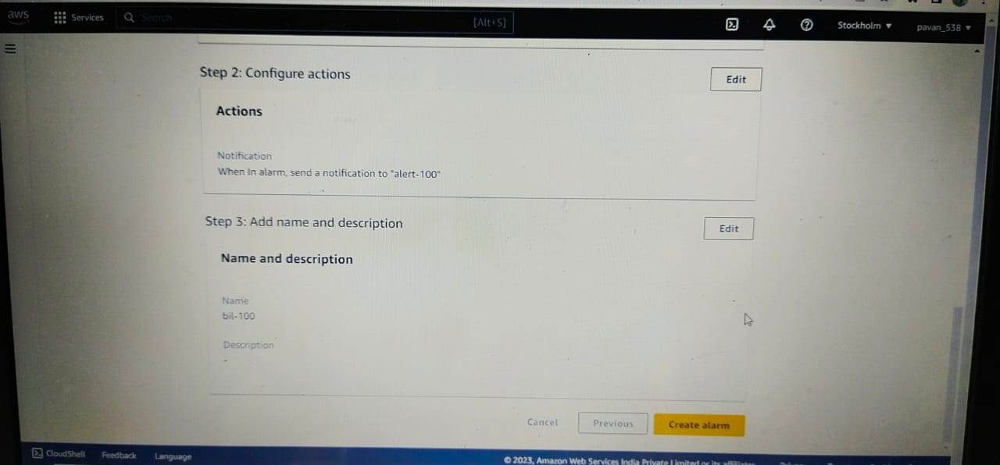 aws Services Search [Alt+S] Stockholm ▼ pavan_538 ▼
Step 2: Configure actions
Edit
Actions
Notification
When In alarm, send a notification to "alert-100"
Step 3: Add name and description
Edit
Name and description
Name
bil-100
Description
-
Cancel Previous Create alarm
CloudShell Feedback Language
© 2023, Amazon Web Services India Private Limited or its affiliates.